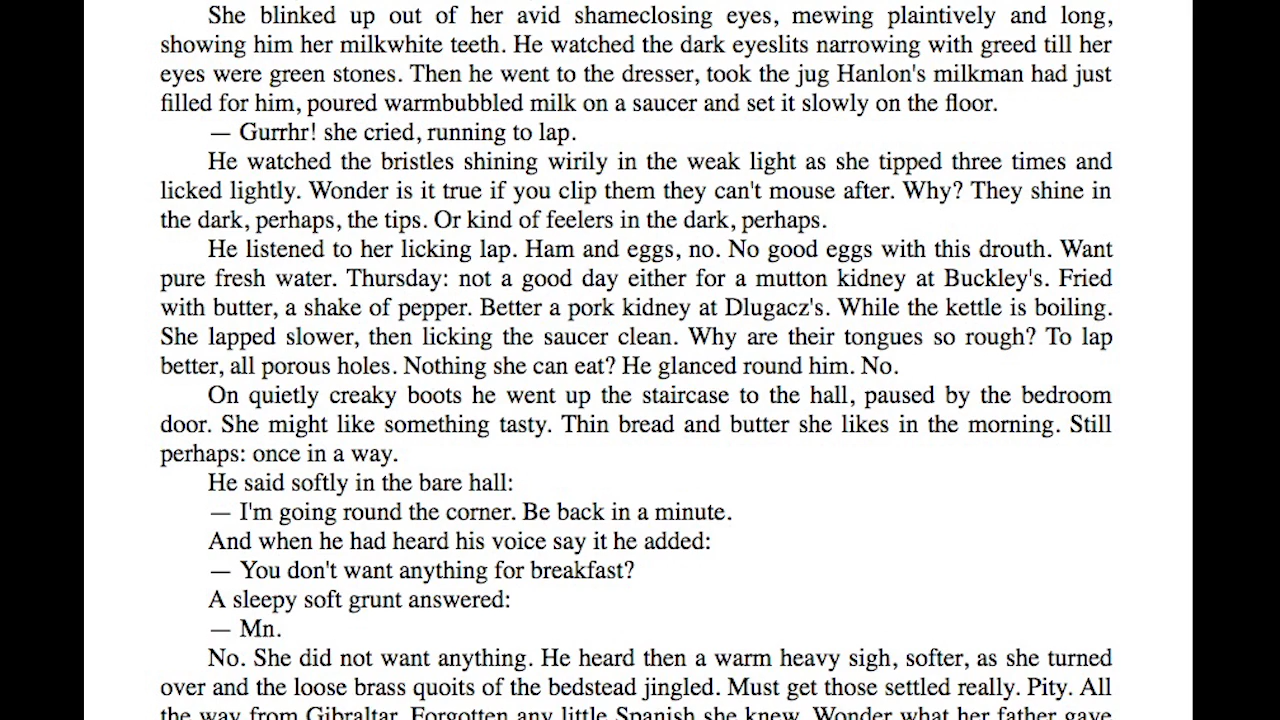 She blinked up out of her avid shameclosing eyes, mewing plaintively and long,
showing him her milkwhite teeth. He watched the dark eyeslits narrowing with greed till her
eyes were green stones. Then he went to the dresser, took the jug Hanlon's milkman had just
filled for him, poured warmbubbled milk on a saucer and set it slowly on the floor.
— Gurrhr! she cried, running to lap.
He watched the bristles shining wirily in the weak light as she tipped three times and
licked lightly. Wonder is it true if you clip them they can't mouse after. Why? They shine in
the dark, perhaps, the tips. Or kind of feelers in the dark, perhaps.
He listened to her licking lap. Ham and eggs, no. No good eggs with this drouth. Want
pure fresh water. Thursday: not a good day either for a mutton kidney at Buckley's. Fried
with butter, a shake of pepper. Better a pork kidney at Dlugacz's. While the kettle is boiling.
She lapped slower, then licking the saucer clean. Why are their tongues so rough? To lap
better, all porous holes. Nothing she can eat? He glanced round him. No.
On quietly creaky boots he went up the staircase to the hall, paused by the bedroom
door. She might like something tasty. Thin bread and butter she likes in the morning. Still
perhaps: once in a way.
He said softly in the bare hall:
— I'm going round the corner. Be back in a minute.
And when he had heard his voice say it he added:
— You don't want anything for breakfast?
A sleepy soft grunt answered:
— Mn.
No. She did not want anything. He heard then a warm heavy sigh, softer, as she turned
over and the loose brass quoits of the bedstead jingled. Must get those settled really. Pity. All
the way from Gibraltar. Forgotten any little Spanish she knew. Wonder what her father gave